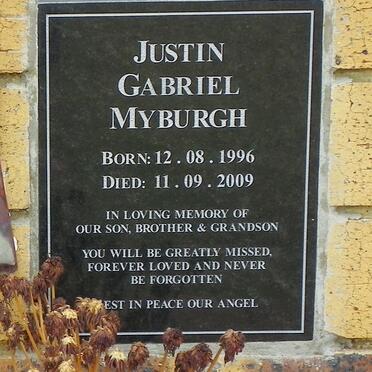 JUSTIN
GABRIEL
MYBURGH
BORN: 12 . 08 . 1996
DIED: 11 . 09 . 2009
IN LOVING MEMORY OF
OUR SON, BROTHER & GRANDSON
YOU WILL BE GREATLY MISSED,
FOREVER LOVED AND NEVER
BE FORGOTTEN
EST IN PEACE OUR ANGEL